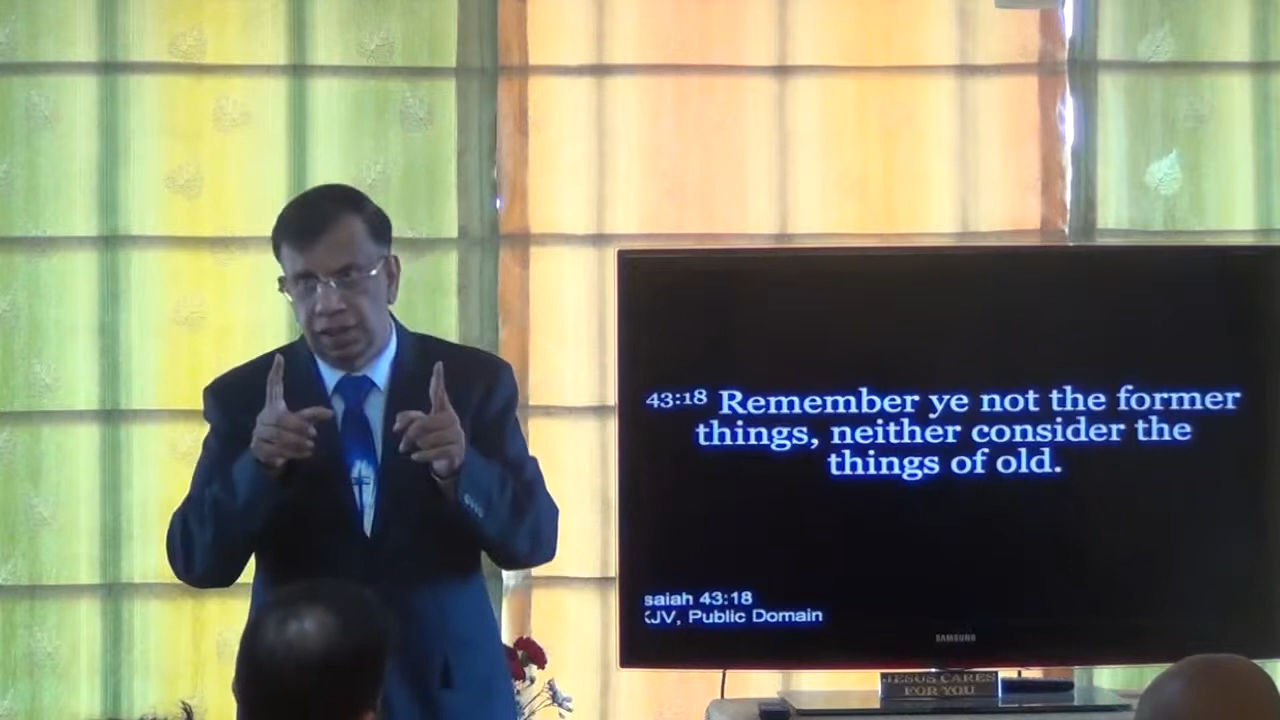 43:18 Remember ye not the former
things, neither consider the
things of old.
saiah 43:18
KJV, Public Domain
SAMSUNG
JESUS CARES
FOR YOU